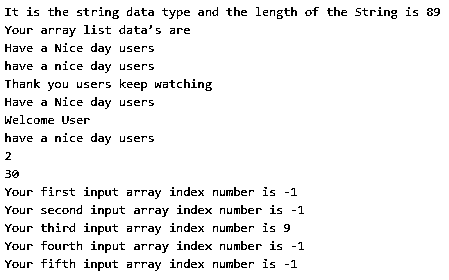 It is the string data type and the length of the String is 89
Your array list data's are
Have a Nice day users
have a nice day users
Thank you users keep watching
Have a Nice day users
Welcome User
have a nice day users
2
30
Your first input array index number is -1
Your second input array index number is -1
Your third input array index number is 9
Your fourth input array index number is -1
Your fifth input array index number is -1